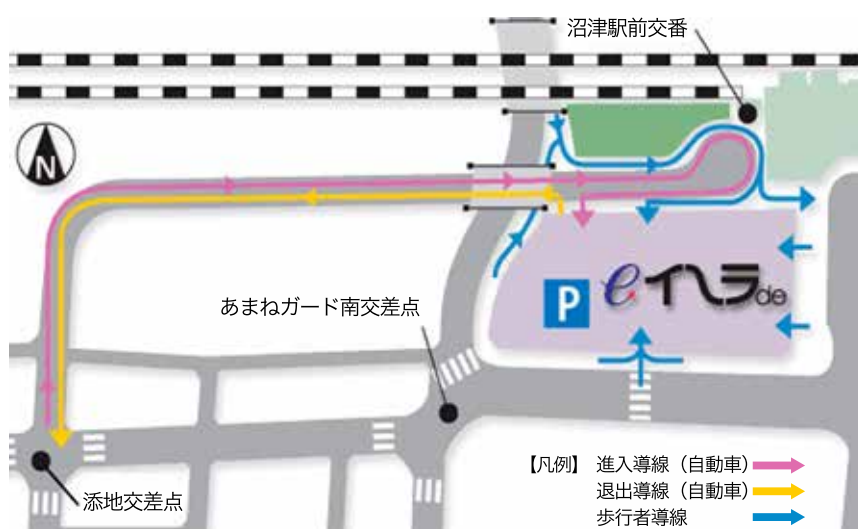 沼津駅前交番
N
P
eイーラde
あまねガード南交差点
添地交差点
【凡例】 進入導線（自動車）
退出導線（自動車）
歩行者導線